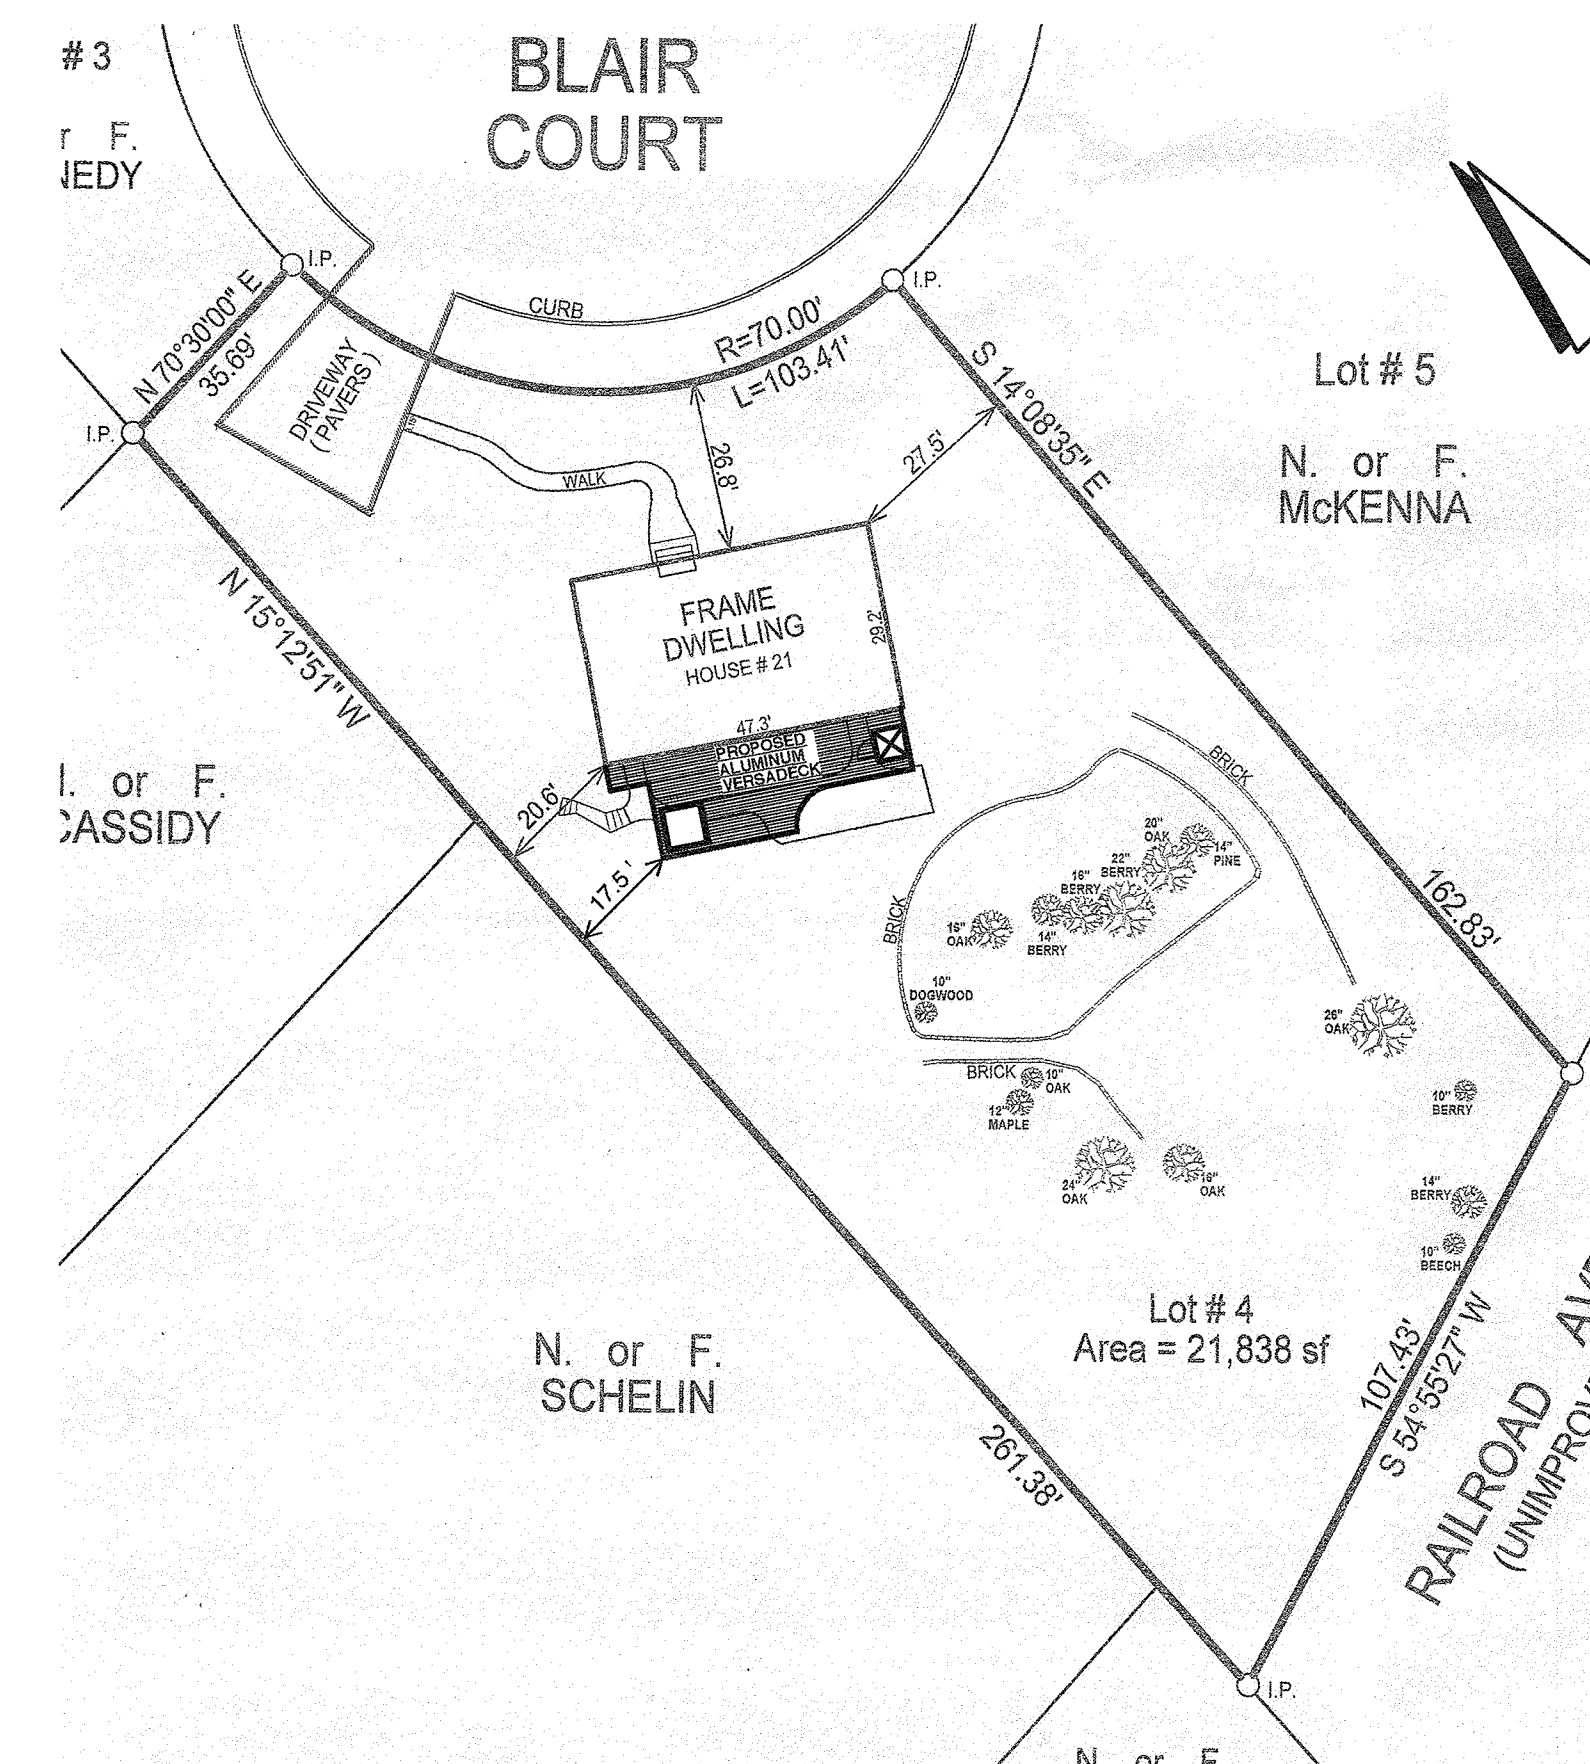 BLAIR
COURT
# 3
F.
I.P.
I.P.
I.P.
N 70°30'00" E
35.69'
DRIVEWAY
(PAVERS)
CURB
R=70.00'
L=103.41'
S 14°08'35" E
Lot # 5
N. or F.
McKENNA
WALK
26.8'
27.5'
FRAME
DWELLING
HOUSE # 21
29.2'
N 15°12'51" W
47.3'
PROPOSED
ALUMINUM
VERSADECK
20.6'
17.5'
or F.
CASSIDY
BRICK
20"
OAK
14"
PINE
22"
BERRY
16"
BERRY
14"
BERRY
16"
OAK
BRICK
10"
DOGWOOD
162.83'
26"
OAK
BRICK
10"
OAK
12"
MAPLE
10"
BERRY
24"
OAK
16"
OAK
14"
BERRY
10"
BEECH
Lot # 4
Area = 21,838 sf
107.43'
S 54°55'27" W
RAILROAD AVE
(UNIMPROV
N. or F.
SCHELIN
261.38'
I.P.
N. or F.